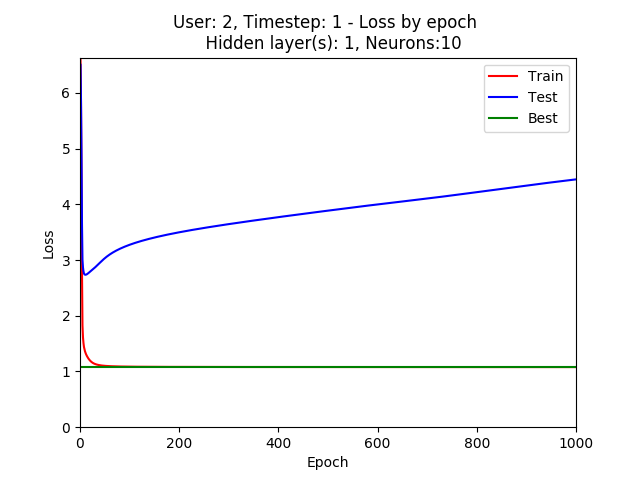 User: 2, Timestep: 1 - Loss by epoch
Hidden layer(s): 1, Neurons:10
Train
Test
Best
6
5
4
3
2
1
0
Loss
0 200 400 600 800 1000
Epoch